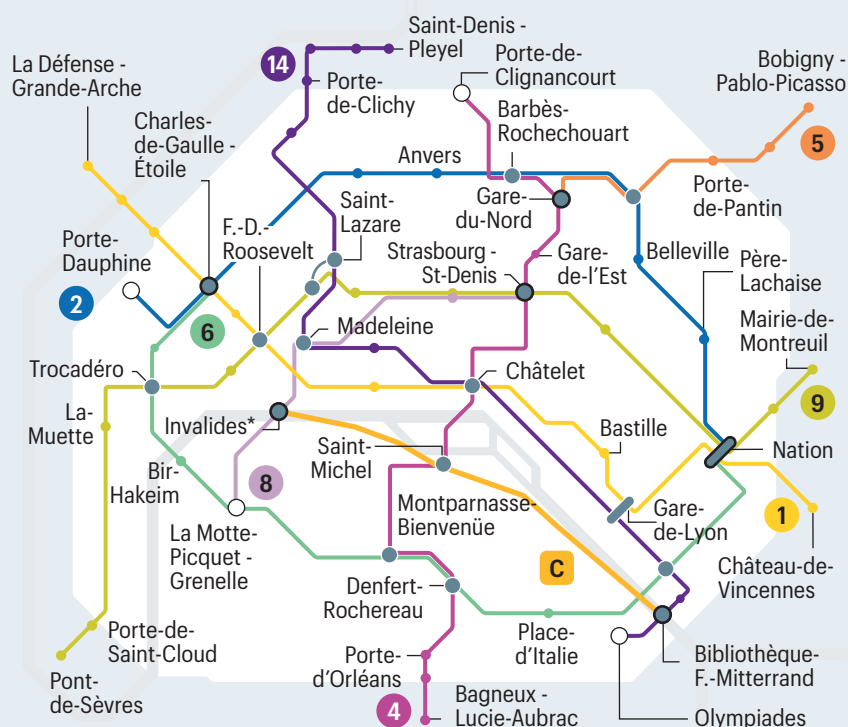 Saint-Denis -
Pleyel
14
Porte-
de-Clichy
Porte-de-
Clignancourt
Bobigny -
Pablo-Picasso
5
La Défense -
Grande-Arche
Charles-
de-Gaulle -
Étoile
Barbès-
Rochechouart
Anvers
Gare-
du-Nord
Porte-
de-Pantin
Porte-
Dauphine
2
F.-D.-
Roosevelt
Saint-
Lazare
Strasbourg -
St-Denis
Gare-
de-l'Est
Belleville
Père-
Lachaise
6
Madeleine
Mairie-de-
Montreuil
9
Trocadéro
Châtelet
La-
Muette
Invalides*
Bastille
Nation
Saint-
Michel
Bir-
Hakeim
8
Montparnasse-
Bienvenüe
Gare-
de-Lyon
1
La Motte-
Picquet -
Grenelle
C
Château-de-
Vincennes
Denfert-
Rochereau
Place-
d'Italie
Porte-de-
Saint-Cloud
Pont-
de-Sèvres
Porte-
d'Orléans
Bibliothèque-
F.-Mitterrand
4
Bagneux -
Lucie-Aubrac
Olympiades